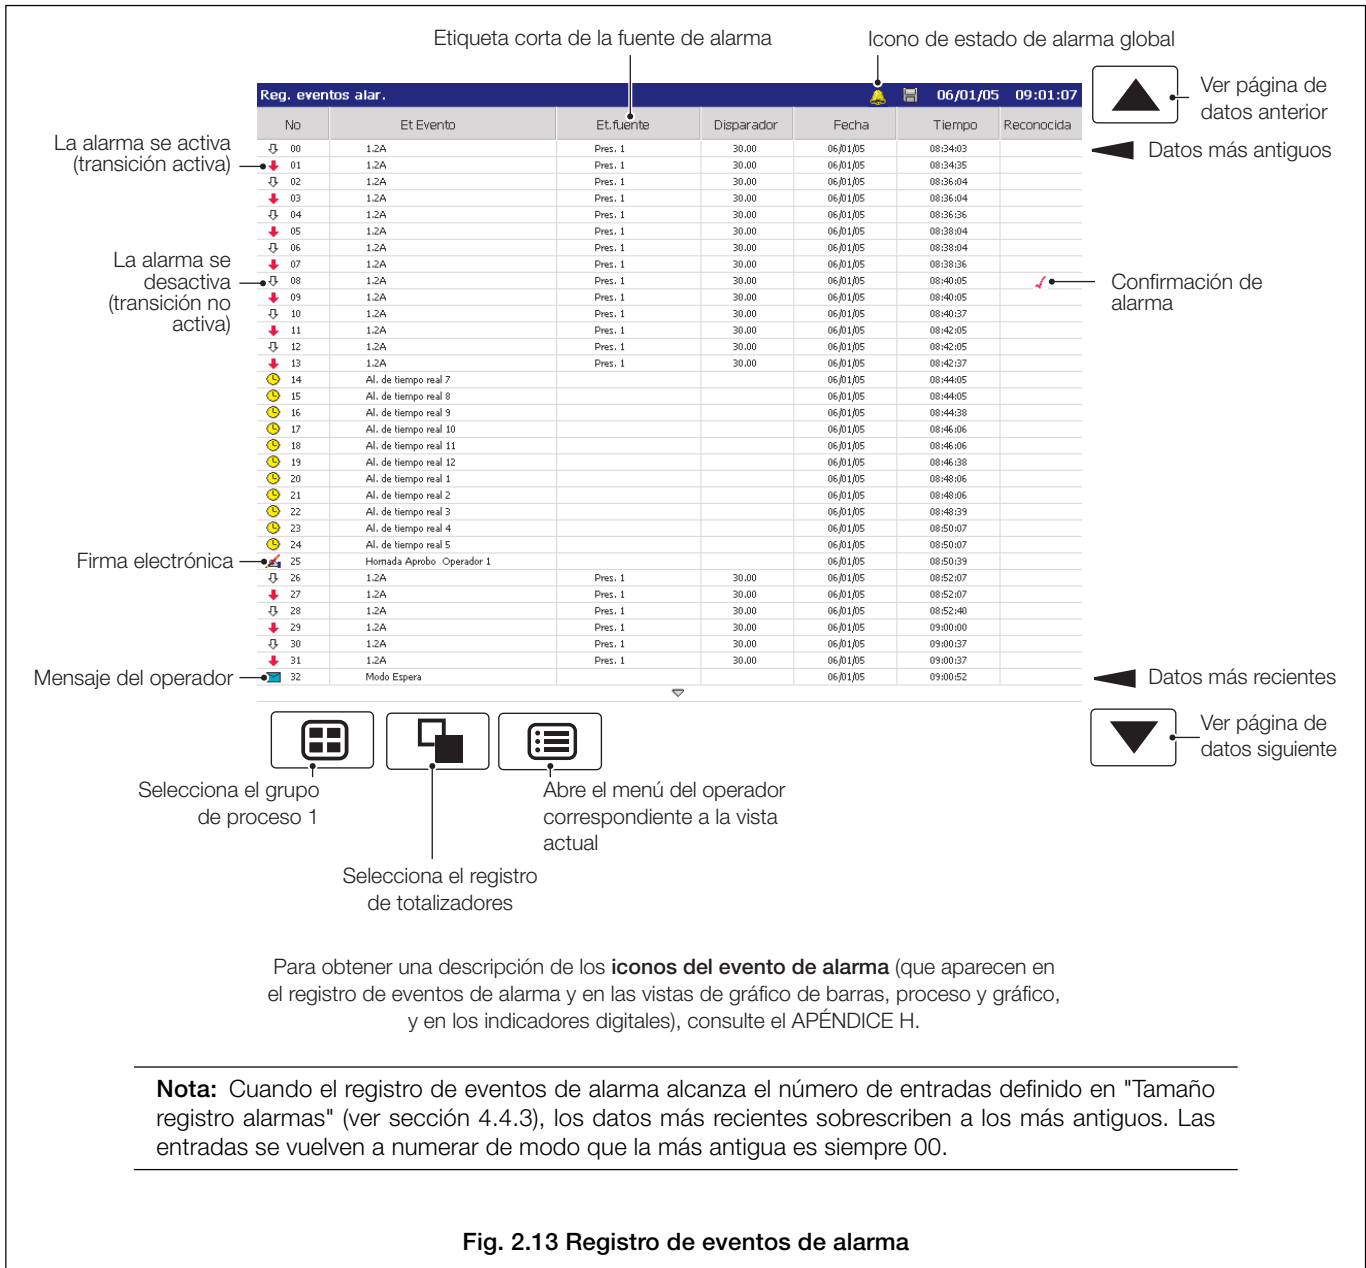 Etiqueta corta de la fuente de alarma
Icono de estado de alarma global
Reg. eventos alar. 06/01/05 09:01:07
No Et Evento Et.fuente Disparador Fecha Tiempo Reconocida
00 1.2A Pres. 1 30.00 06/01/05 08:34:03
01 1.2A Pres. 1 30.00 06/01/05 08:34:35
02 1.2A Pres. 1 30.00 06/01/05 08:36:04
03 1.2A Pres. 1 30.00 06/01/05 08:36:04
04 1.2A Pres. 1 30.00 06/01/05 08:36:36
05 1.2A Pres. 1 30.00 06/01/05 08:38:04
06 1.2A Pres. 1 30.00 06/01/05 08:38:04
07 1.2A Pres. 1 30.00 06/01/05 08:38:36
08 1.2A Pres. 1 30.00 06/01/05 08:40:05
09 1.2A Pres. 1 30.00 06/01/05 08:40:05
10 1.2A Pres. 1 30.00 06/01/05 08:40:37
11 1.2A Pres. 1 30.00 06/01/05 08:42:05
12 1.2A Pres. 1 30.00 06/01/05 08:42:05
13 1.2A Pres. 1 30.00 06/01/05 08:42:37
14 Al. de tiempo real 7 06/01/05 08:44:05
15 Al. de tiempo real 8 06/01/05 08:44:05
16 Al. de tiempo real 9 06/01/05 08:44:38
17 Al. de tiempo real 10 06/01/05 08:46:06
18 Al. de tiempo real 11 06/01/05 08:46:06
19 Al. de tiempo real 12 06/01/05 08:46:38
20 Al. de tiempo real 1 06/01/05 08:48:06
21 Al. de tiempo real 2 06/01/05 08:48:06
22 Al. de tiempo real 3 06/01/05 08:48:39
23 Al. de tiempo real 4 06/01/05 08:50:07
24 Al. de tiempo real 5 06/01/05 08:50:07
25 Hornada Aprobo Operador 1 06/01/05 08:50:39
26 1.2A Pres. 1 30.00 06/01/05 08:52:07
27 1.2A Pres. 1 30.00 06/01/05 08:52:07
28 1.2A Pres. 1 30.00 06/01/05 08:52:40
29 1.2A Pres. 1 30.00 06/01/05 09:00:00
30 1.2A Pres. 1 30.00 06/01/05 09:00:37
31 1.2A Pres. 1 30.00 06/01/05 09:00:37
32 Modo Espera 06/01/05 09:00:52
La alarma se activa
(transición activa)
La alarma se
desactiva
(transición no
activa)
Firma electrónica
Mensaje del operador
Ver página de
datos anterior
Datos más antiguos
Confirmación de
alarma
Datos más recientes
Ver página de
datos siguiente
Selecciona el grupo
de proceso 1
Selecciona el registro
de totalizadores
Abre el menú del operador
correspondiente a la vista
actual
Para obtener una descripción de los iconos del evento de alarma (que aparecen en
el registro de eventos de alarma y en las vistas de gráfico de barras, proceso y gráfico,
y en los indicadores digitales), consulte el APÉNDICE H.
Nota: Cuando el registro de eventos de alarma alcanza el número de entradas definido en "Tamaño
registro alarmas" (ver sección 4.4.3), los datos más recientes sobrescriben a los más antiguos. Las
entradas se vuelven a numerar de modo que la más antigua es siempre 00.
Fig. 2.13 Registro de eventos de alarma